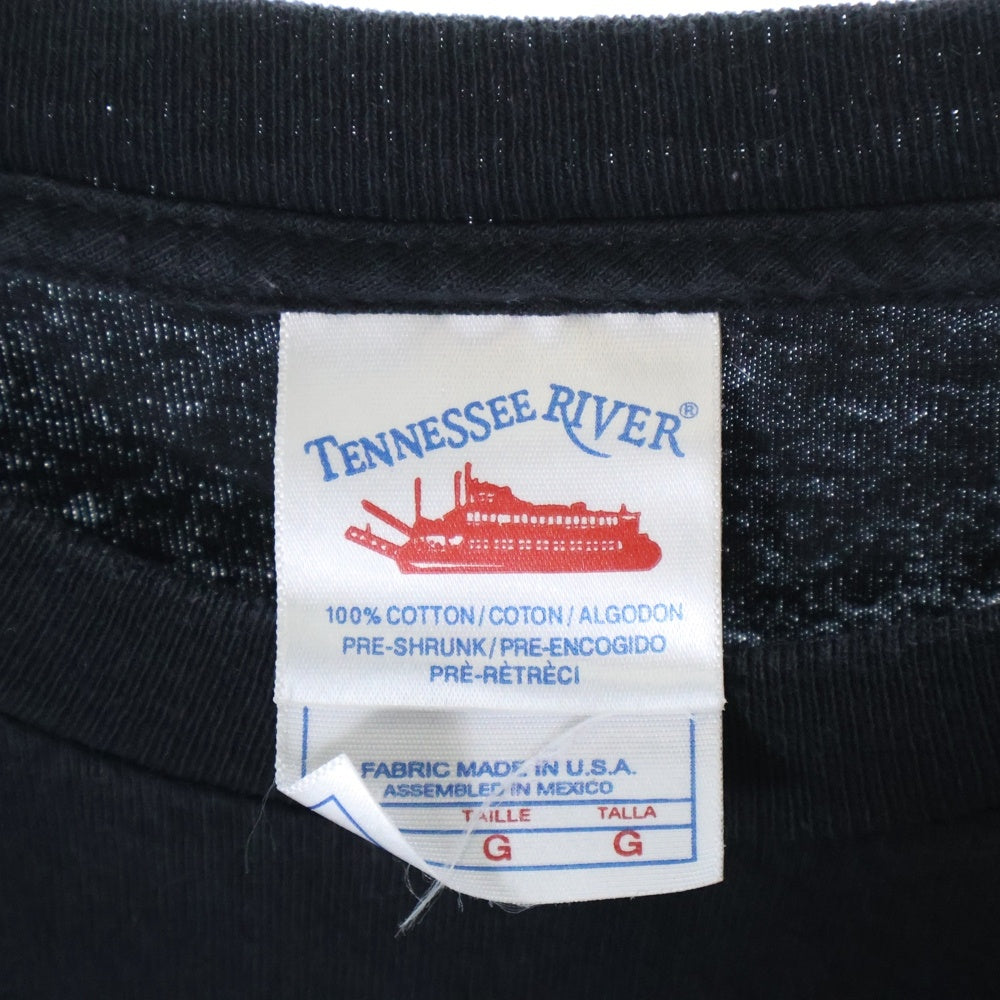 TENNESSEE RIVER®
100% COTTON/COTON/ALGODON
PRE-SHRUNK/PRE-ENCOGIDO
PRÈ-RÈTRÈCI
FABRIC MADE IN U.S.A.
ASSEMBLED IN MEXICO
TAILLE TALLA
G G